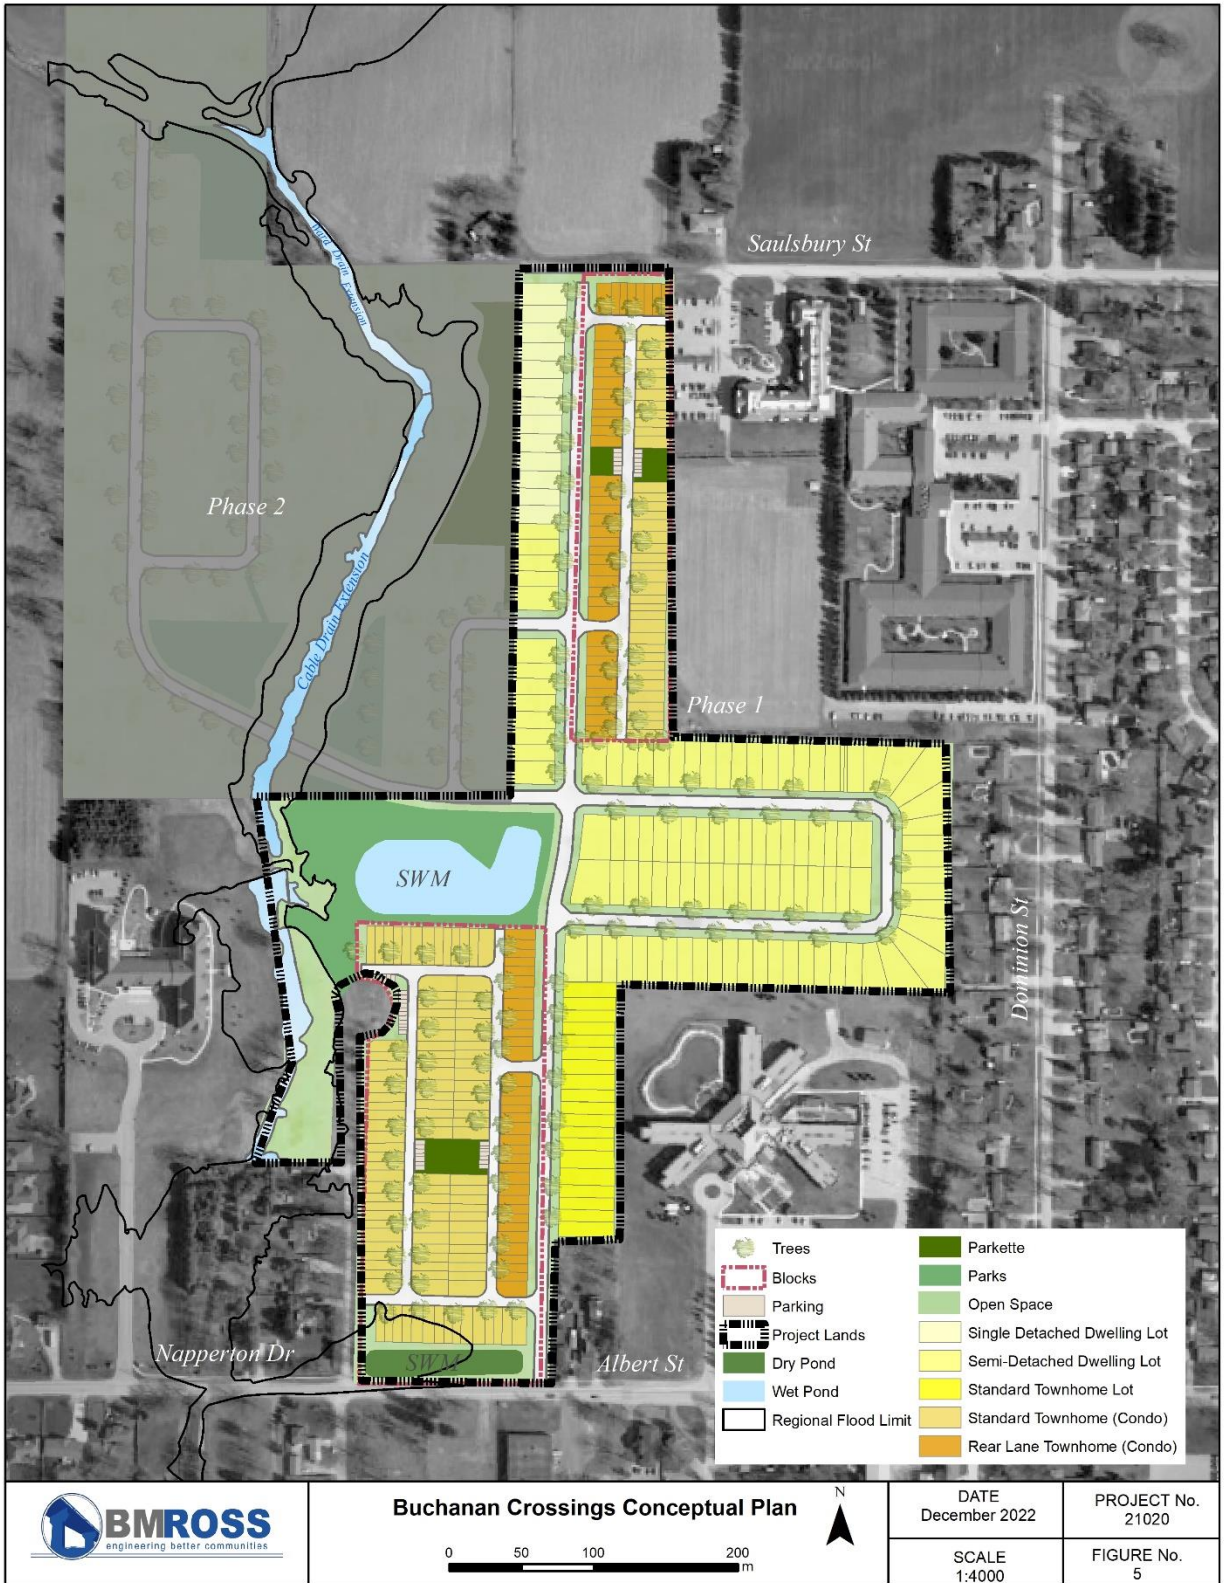 Saulsbury St
Ward Drain Extension
Phase 2
Cable Drain Extension
Phase 1
SWM
Dominion St
Napperton Dr
SWM
Albert St
Trees
Blocks
Parking
Project Lands
Dry Pond
Wet Pond
Regional Flood Limit
Parkette
Parks
Open Space
Single Detached Dwelling Lot
Semi-Detached Dwelling Lot
Standard Townhome Lot
Standard Townhome (Condo)
Rear Lane Townhome (Condo)
BMROSS
engineering better communities
Buchanan Crossings Conceptual Plan
0 50 100 200
m
N
DATE
December 2022
PROJECT No.
21020
SCALE
1:4000
FIGURE No.
5